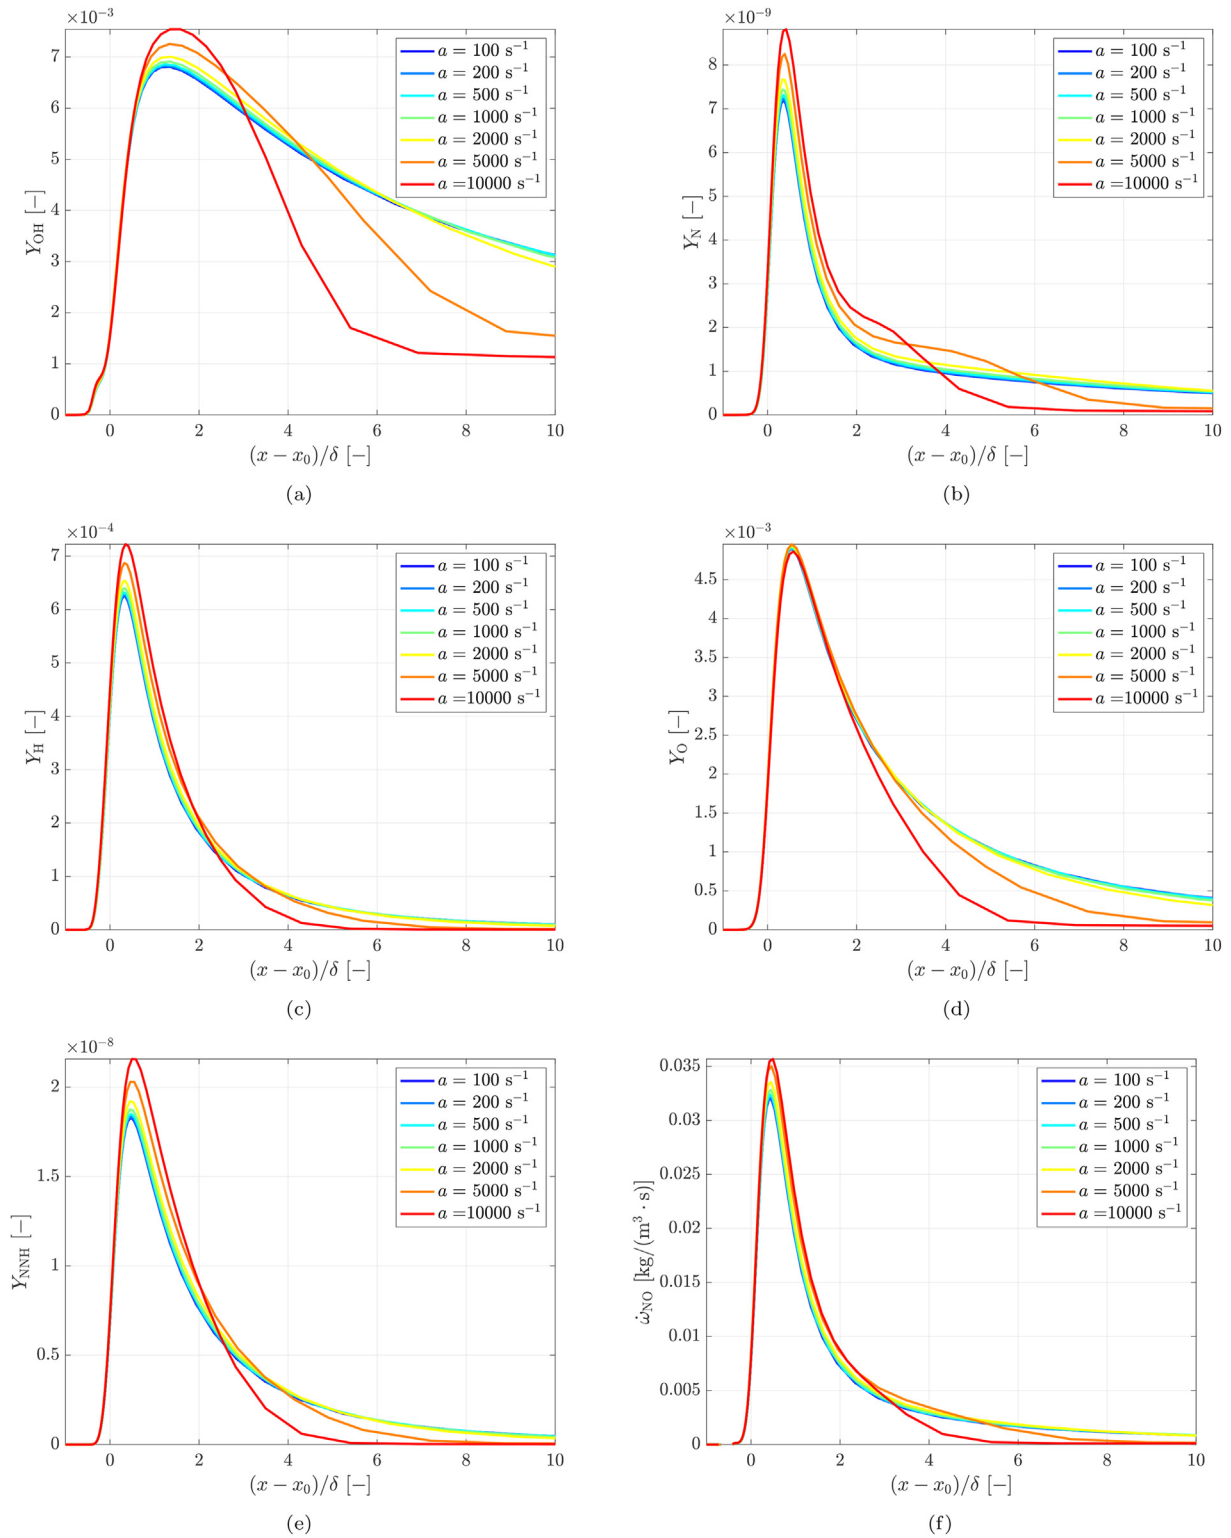 ×10⁻³
Y_OH [−]
7
6
5
4
3
2
1
0
0 2 4 6 8 10
(x − x₀)/δ [−]
a = 100 s⁻¹
a = 200 s⁻¹
a = 500 s⁻¹
a = 1000 s⁻¹
a = 2000 s⁻¹
a = 5000 s⁻¹
a =10000 s⁻¹
(a)
×10⁻⁹
Y_N [−]
8
7
6
5
4
3
2
1
0
0 2 4 6 8 10
(x − x₀)/δ [−]
a = 100 s⁻¹
a = 200 s⁻¹
a = 500 s⁻¹
a = 1000 s⁻¹
a = 2000 s⁻¹
a = 5000 s⁻¹
a =10000 s⁻¹
(b)
×10⁻⁴
Y_H [−]
7
6
5
4
3
2
1
0
0 2 4 6 8 10
(x − x₀)/δ [−]
a = 100 s⁻¹
a = 200 s⁻¹
a = 500 s⁻¹
a = 1000 s⁻¹
a = 2000 s⁻¹
a = 5000 s⁻¹
a =10000 s⁻¹
(c)
×10⁻³
Y_O [−]
4.5
4
3.5
3
2.5
2
1.5
1
0.5
0
0 2 4 6 8 10
(x − x₀)/δ [−]
a = 100 s⁻¹
a = 200 s⁻¹
a = 500 s⁻¹
a = 1000 s⁻¹
a = 2000 s⁻¹
a = 5000 s⁻¹
a =10000 s⁻¹
(d)
×10⁻⁸
Y_NNH [−]
2
1.5
1
0.5
0
0 2 4 6 8 10
(x − x₀)/δ [−]
a = 100 s⁻¹
a = 200 s⁻¹
a = 500 s⁻¹
a = 1000 s⁻¹
a = 2000 s⁻¹
a = 5000 s⁻¹
a =10000 s⁻¹
(e)
ω̇_NO [kg/(m³ · s)]
0.035
0.03
0.025
0.02
0.015
0.01
0.005
0
0 2 4 6 8 10
(x − x₀)/δ [−]
a = 100 s⁻¹
a = 200 s⁻¹
a = 500 s⁻¹
a = 1000 s⁻¹
a = 2000 s⁻¹
a = 5000 s⁻¹
a =10000 s⁻¹
(f)